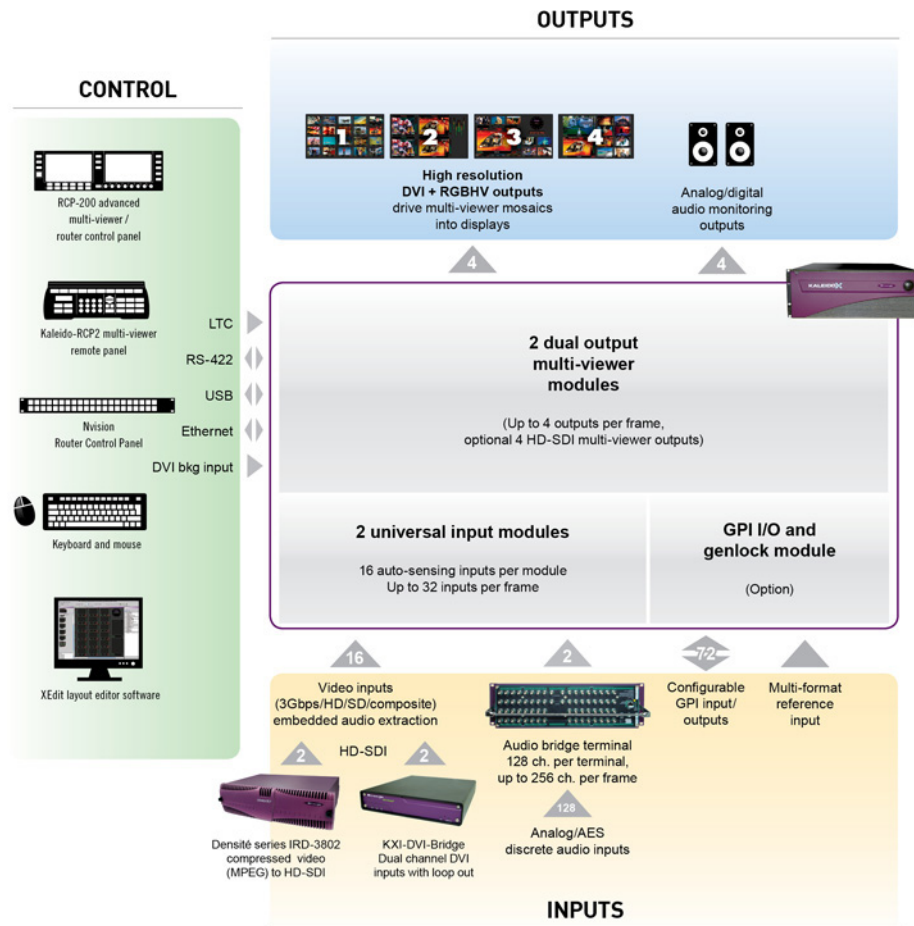 OUTPUTS
CONTROL
1
2
3
4
High resolution
DVI + RGBHV outputs
drive multi-viewer mosaics
into displays
Analog/digital
audio monitoring
outputs
4
4
KALEIDOX
RCP-200 advanced
multi-viewer /
router control panel
Kaleido-RCP2 multi-viewer
remote panel
Nvision
Router Control Panel
Keyboard and mouse
XEdit layout editor software
LTC
RS-422
USB
Ethernet
DVI bkg input
2 dual output
multi-viewer
modules
(Up to 4 outputs per frame,
optional 4 HD-SDI multi-viewer outputs)
2 universal input modules
16 auto-sensing inputs per module
Up to 32 inputs per frame
GPI I/O and
genlock module
(Option)
16
2
72
Video inputs
(3Gbps/HD/SD/composite)
embedded audio extraction
HD-SDI
2
2
Densité series IRD-3802
compressed video
(MPEG) to HD-SDI
KXI-DVI-Bridge
Dual channel DVI
inputs with loop out
Audio bridge terminal
128 ch. per terminal,
up to 256 ch. per frame
128
Analog/AES
discrete audio inputs
Configurable
GPI input/
outputs
Multi-format
reference
input
INPUTS